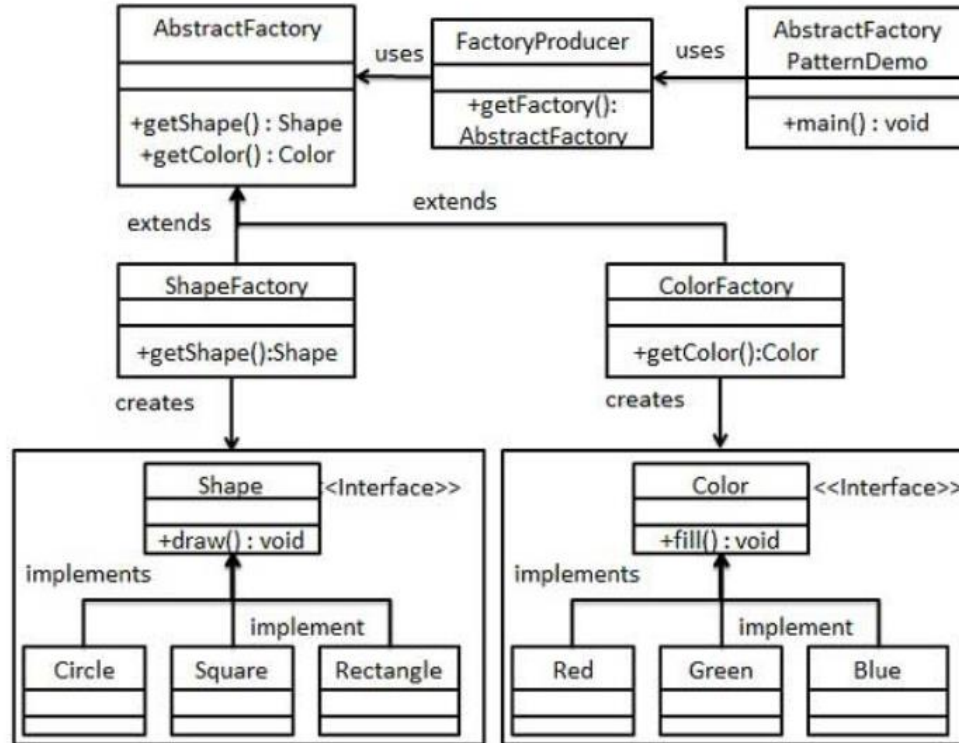 AbstractFactory
+getShape() : Shape
+getColor() : Color
uses
FactoryProducer
+getFactory():
AbstractFactory
uses
AbstractFactory
PatternDemo
+main() : void
extends
extends
ShapeFactory
+getShape():Shape
ColorFactory
+getColor():Color
creates
creates
Shape
<<Interface>>
+draw() : void
implements
implement
Circle
Square
Rectangle
Color
<<Interface>>
+fill() : void
implements
implement
Red
Green
Blue